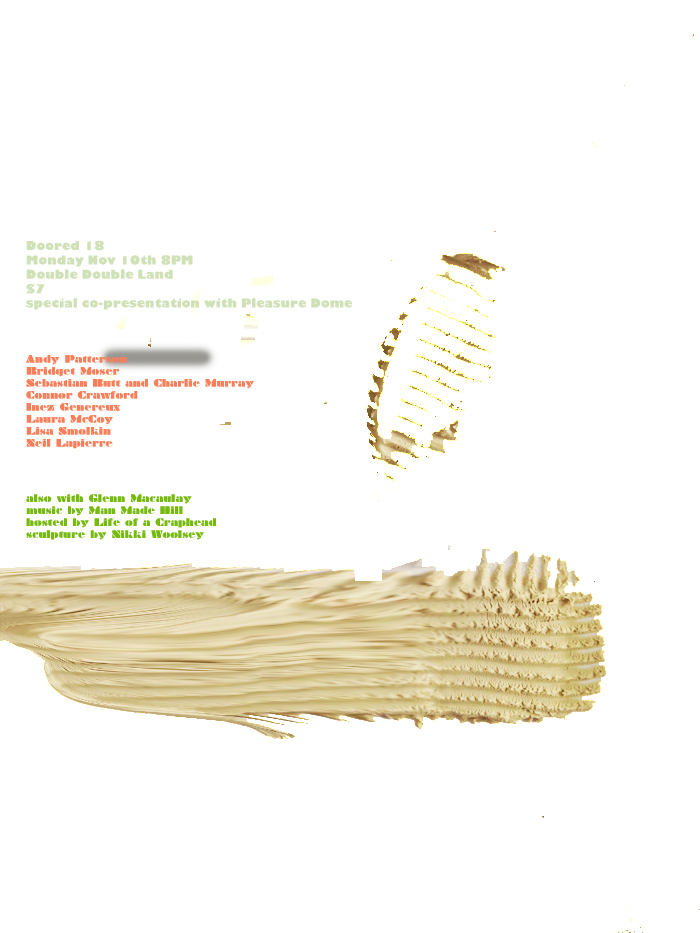 Doored 18
Monday Nov 10th 8PM
Double Double Land
$7
special co-presentation with Pleasure Dome
Andy Patterson
Bridget Moser
Sebastian Butt and Charlie Murray
Connor Crawford
Inez Genereux
Laura McCoy
Lisa Smolkin
Neil Lapierre
also with Glenn Macaulay
music by Man Made Hill
hosted by Life of a Craphead
sculpture by Nikki Woolsey